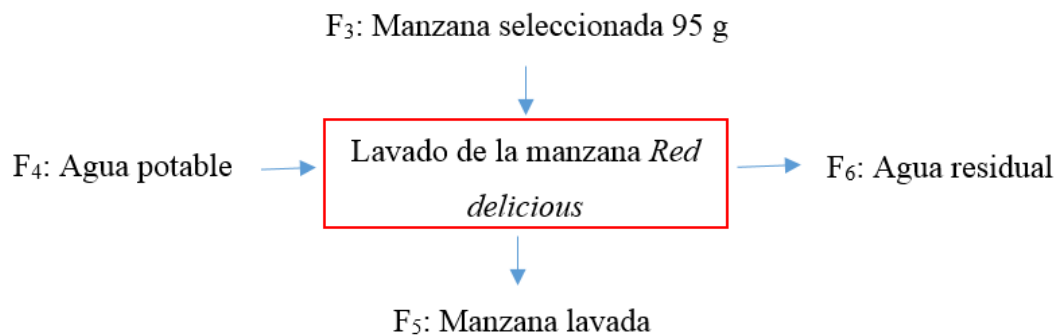 F₃: Manzana seleccionada 95 g
F₄: Agua potable
Lavado de la manzana Red
delicious
F₆: Agua residual
F₅: Manzana lavada